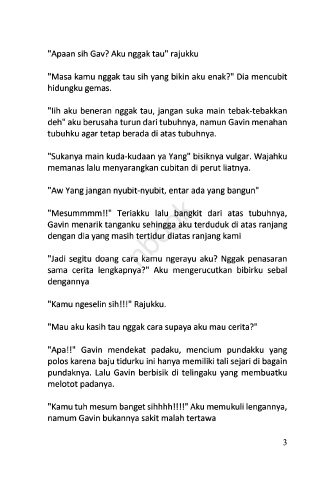 "Apaan sih Gav? Aku nggak tau" rajukku
"Masa kamu nggak tau sih yang bikin aku enak?" Dia mencubit
hidungku gemas.
"Iih aku beneran nggak tau, jangan suka main tebak-tebakkan
deh" aku berusaha turun dari tubuhnya, namun Gavin menahan
tubuhku agar tetap berada di atas tubuhnya.
"Sukanya main kuda-kudaan ya Yang" bisiknya vulgar. Wajahku
memanas lalu menyarangkan cubitan di perut liatnya.
"Aw Yang jangan nyubit-nyubit, entar ada yang bangun"
"Mesummmm!!" Teriakku lalu bangkit dari atas tubuhnya,
Gavin menarik tanganku sehingga aku terduduk di atas ranjang
dengan dia yang masih tertidur diatas ranjang kami
"Jadi segitu doang cara kamu ngerayu aku? Nggak penasaran
sama cerita lengkapnya?" Aku mengerucutkan bibirku sebal
dengannya
"Kamu ngeselin sih!!!" Rajukku.
"Mau aku kasih tau nggak cara supaya aku mau cerita?"
"Apa!!" Gavin mendekat padaku, mencium pundakku yang
polos karena baju tidurku ini hanya memiliki tali sejari di bagain
pundaknya. Lalu Gavin berbisik di telingaku yang membuatku
melotot padanya.
"Kamu tuh mesum banget sihhhh!!!!" Aku memukuli lengannya,
namum Gavin bukannya sakit malah tertawa
3